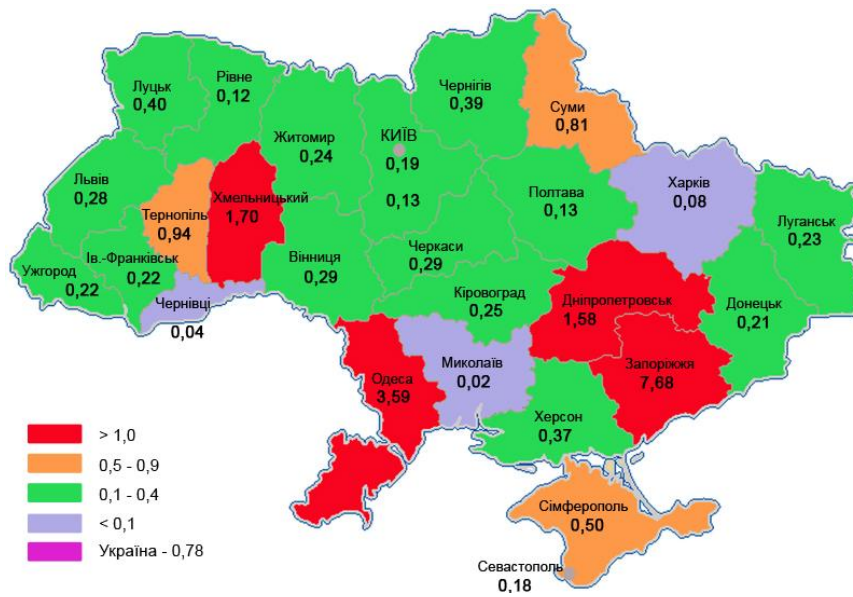 Луцьк
0,40
Рівне
0,12
Житомир
0,24
КИЇВ
0,19
0,13
Чернігів
0,39
Суми
0,81
Львів
0,28
Тернопіль
0,94
Хмельницький
1,70
Полтава
0,13
Харків
0,08
Луганськ
0,23
Ужгород
0,22
Ів.-Франківськ
0,22
Чернівці
0,04
Вінниця
0,29
Черкаси
0,29
Кіровоград
0,25
Дніпропетровськ
1,58
Донецьк
0,21
Одеса
3,59
Миколаїв
0,02
Запоріжжя
7,68
Херсон
0,37
Сімферополь
0,50
Севастополь
0,18
> 1,0
0,5 - 0,9
0,1 - 0,4
< 0,1
Україна - 0,78